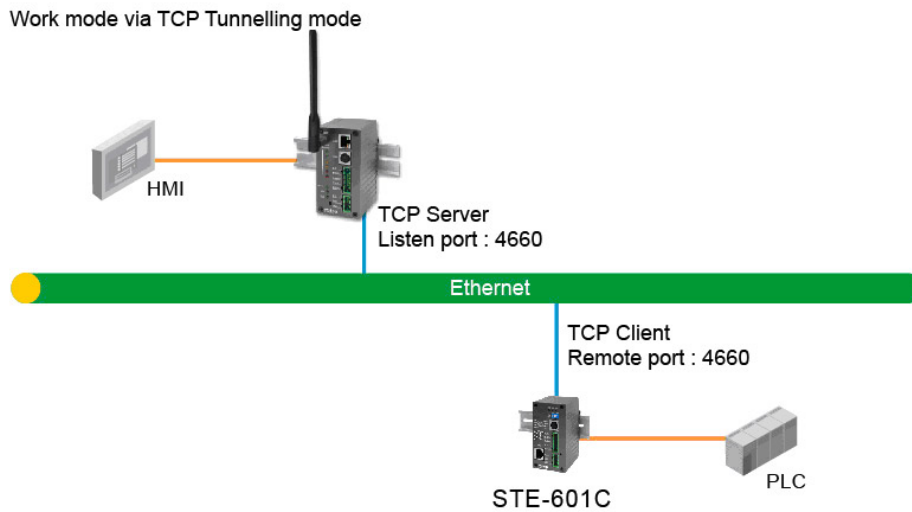 Work mode via TCP Tunnelling mode
HMI
TCP Server
Listen port : 4660
Ethernet
TCP Client
Remote port : 4660
PLC
STE-601C